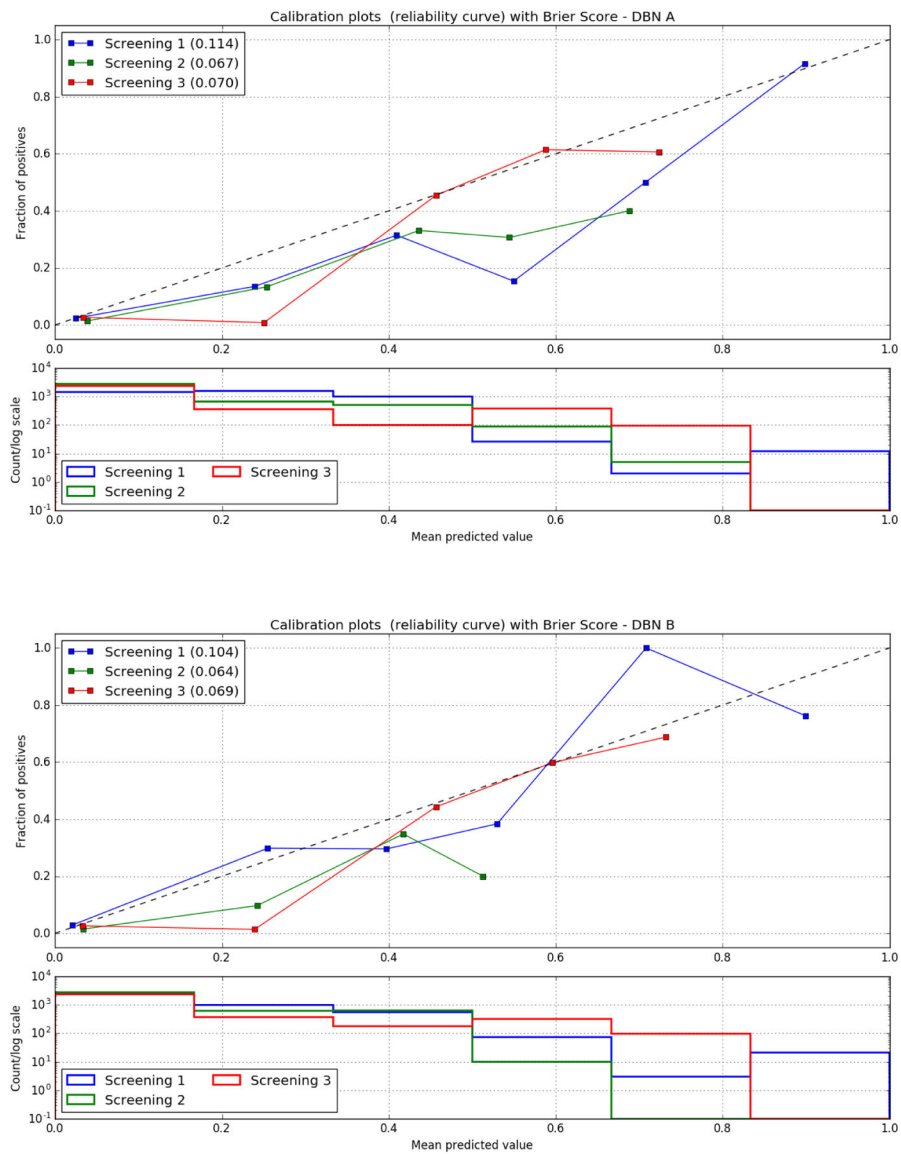 Calibration plots  (reliability curve) with Brier Score - DBN A
1.0
Screening 1 (0.114)
Screening 2 (0.067)
Screening 3 (0.070)
0.8
0.6
0.4
0.2
0.0
Fraction of positives
0.0 0.2 0.4 0.6 0.8 1.0
10^4
10^3
10^2
10^1
10^0
10^-1
Count/log scale
Screening 1 Screening 3
Screening 2
0.0 0.2 0.4 0.6 0.8 1.0
Mean predicted value
Calibration plots  (reliability curve) with Brier Score - DBN B
1.0
Screening 1 (0.104)
Screening 2 (0.064)
Screening 3 (0.069)
0.8
0.6
0.4
0.2
0.0
Fraction of positives
0.0 0.2 0.4 0.6 0.8 1.0
10^4
10^3
10^2
10^1
10^0
10^-1
Count/log scale
Screening 1 Screening 3
Screening 2
0.0 0.2 0.4 0.6 0.8 1.0
Mean predicted value